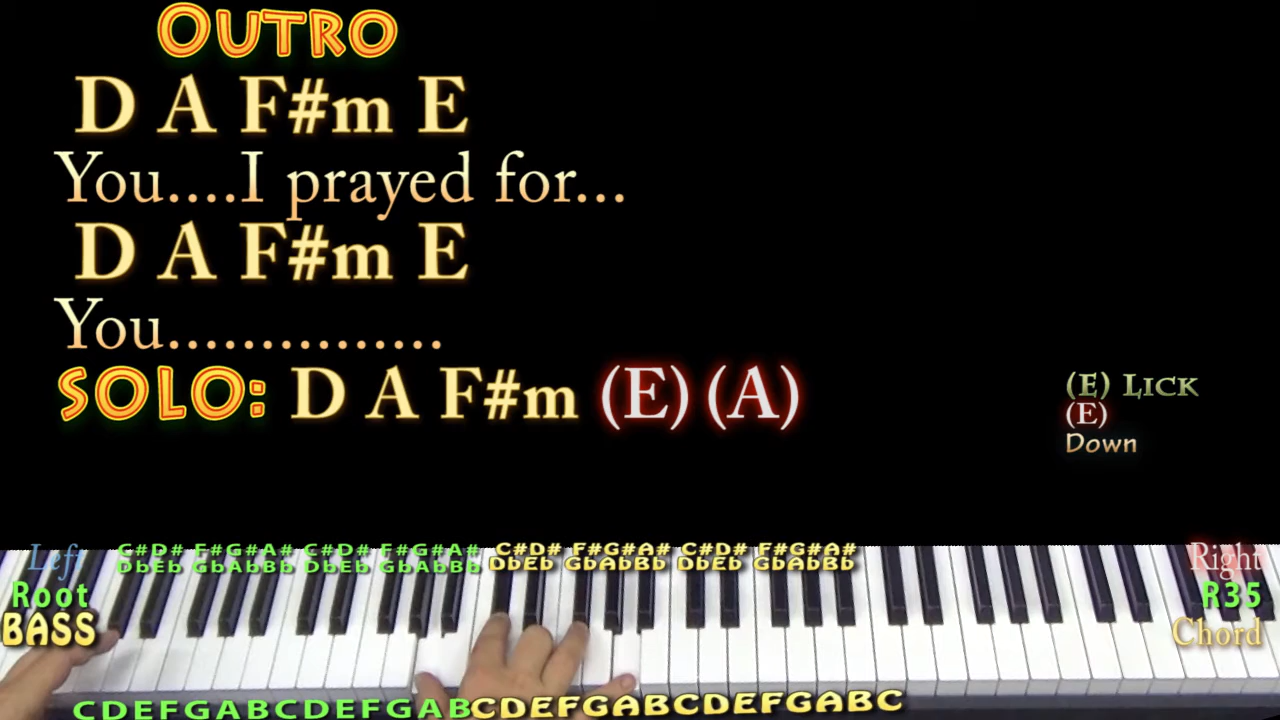 OUTRO
D A F#m E
You....I prayed for...
D A F#m E
You...............
SOLO: D A F#m (E) (A)
(E) LICK
(E)
Down
Left
C#D# F#G#A# C#D# F#G#A# C#D# F#G#A# C#D# F#G#A#
DbEb GbAbBb DbEb GbAbBb DbEb GbAbBb DbEb GbAbBb
Right
Root
R35
BASS
Chord
CDEFGABCDEFGABCDEFGABCDEFGABC